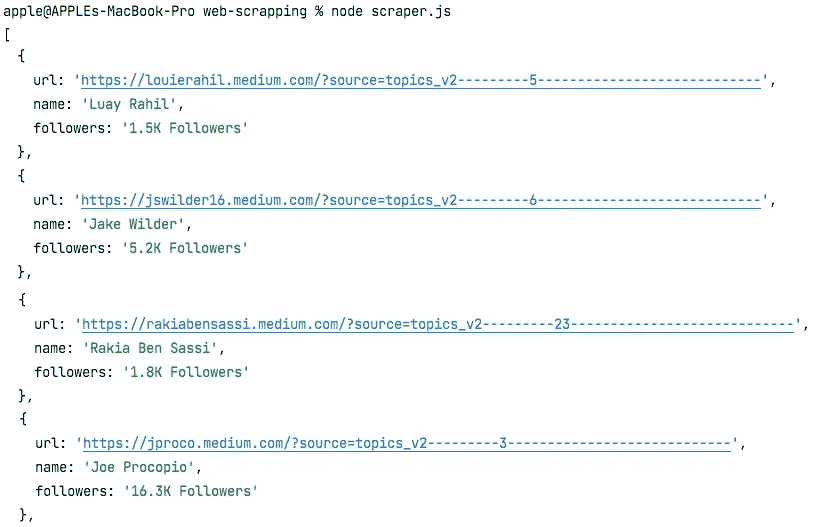 apple@APPLEs-MacBook-Pro web-scrapping % node scraper.js
[
{
url: 'https://louierahil.medium.com/?source=topics_v2---------5----------------------------',
name: 'Luay Rahil',
followers: '1.5K Followers'
},
{
url: 'https://jswilder16.medium.com/?source=topics_v2---------6----------------------------',
name: 'Jake Wilder',
followers: '5.2K Followers'
},
{
url: 'https://rakiabensassi.medium.com/?source=topics_v2---------23----------------------------',
name: 'Rakia Ben Sassi',
followers: '1.8K Followers'
},
{
url: 'https://jproco.medium.com/?source=topics_v2---------3----------------------------',
name: 'Joe Procopio',
followers: '16.3K Followers'
},